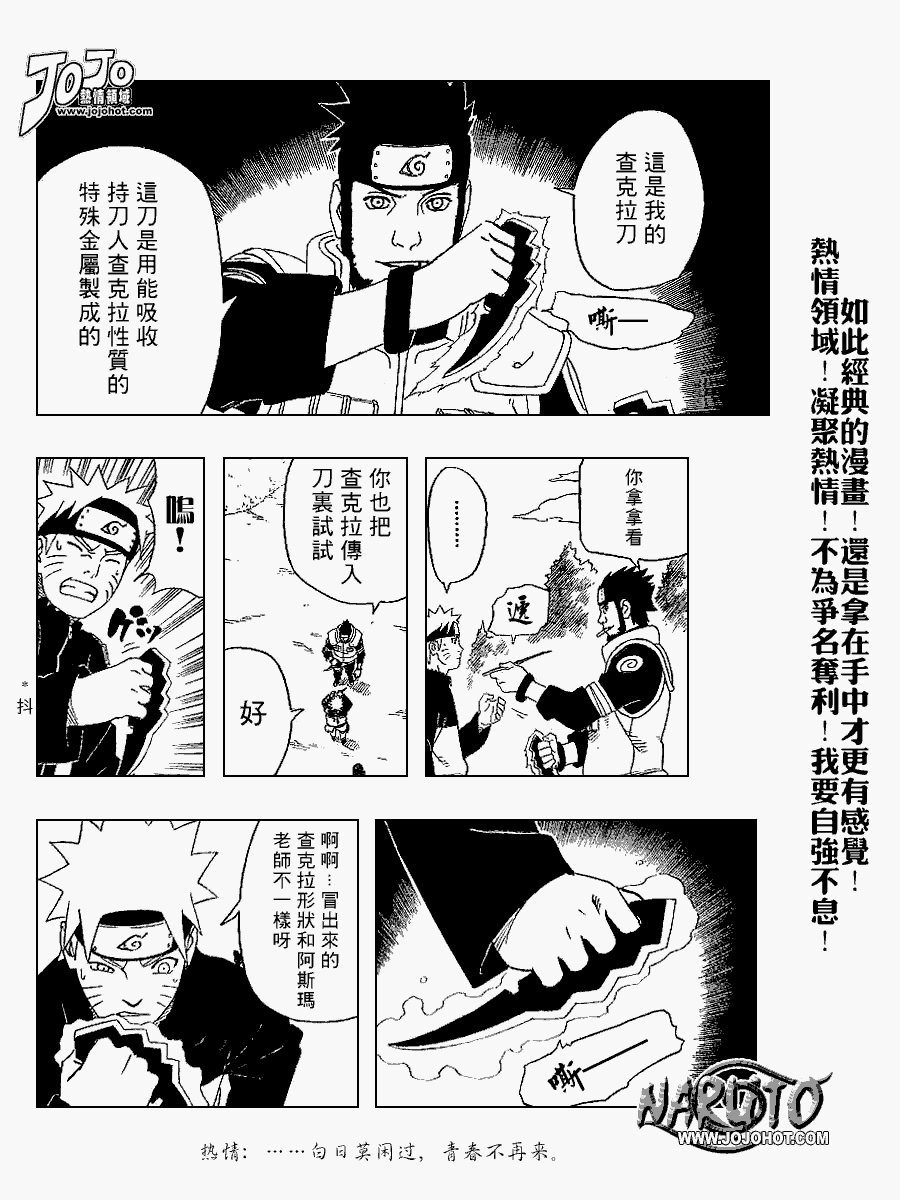 JOJO
熱情領域
www.jojohot.com
這是我的
查克拉刀
嘶──
這刀是用能吸收
持刀人查克拉性質的
特殊金屬製成的
你拿拿看
………
遞
你也把
查克拉傳入
刀裏試試
好
嗚！
グググッ
*抖
嘶────
啊啊…冒出來的
查克拉形狀和阿斯瑪
老師不一樣呀
如此經典的漫畫！還是拿在手中才更有感覺！
熱情領域！凝聚熱情！不為爭名奪利！我要自強不息！
NARUTO
WWW.JOJOHOT.COM
热情：……白日莫闲过，青春不再来。